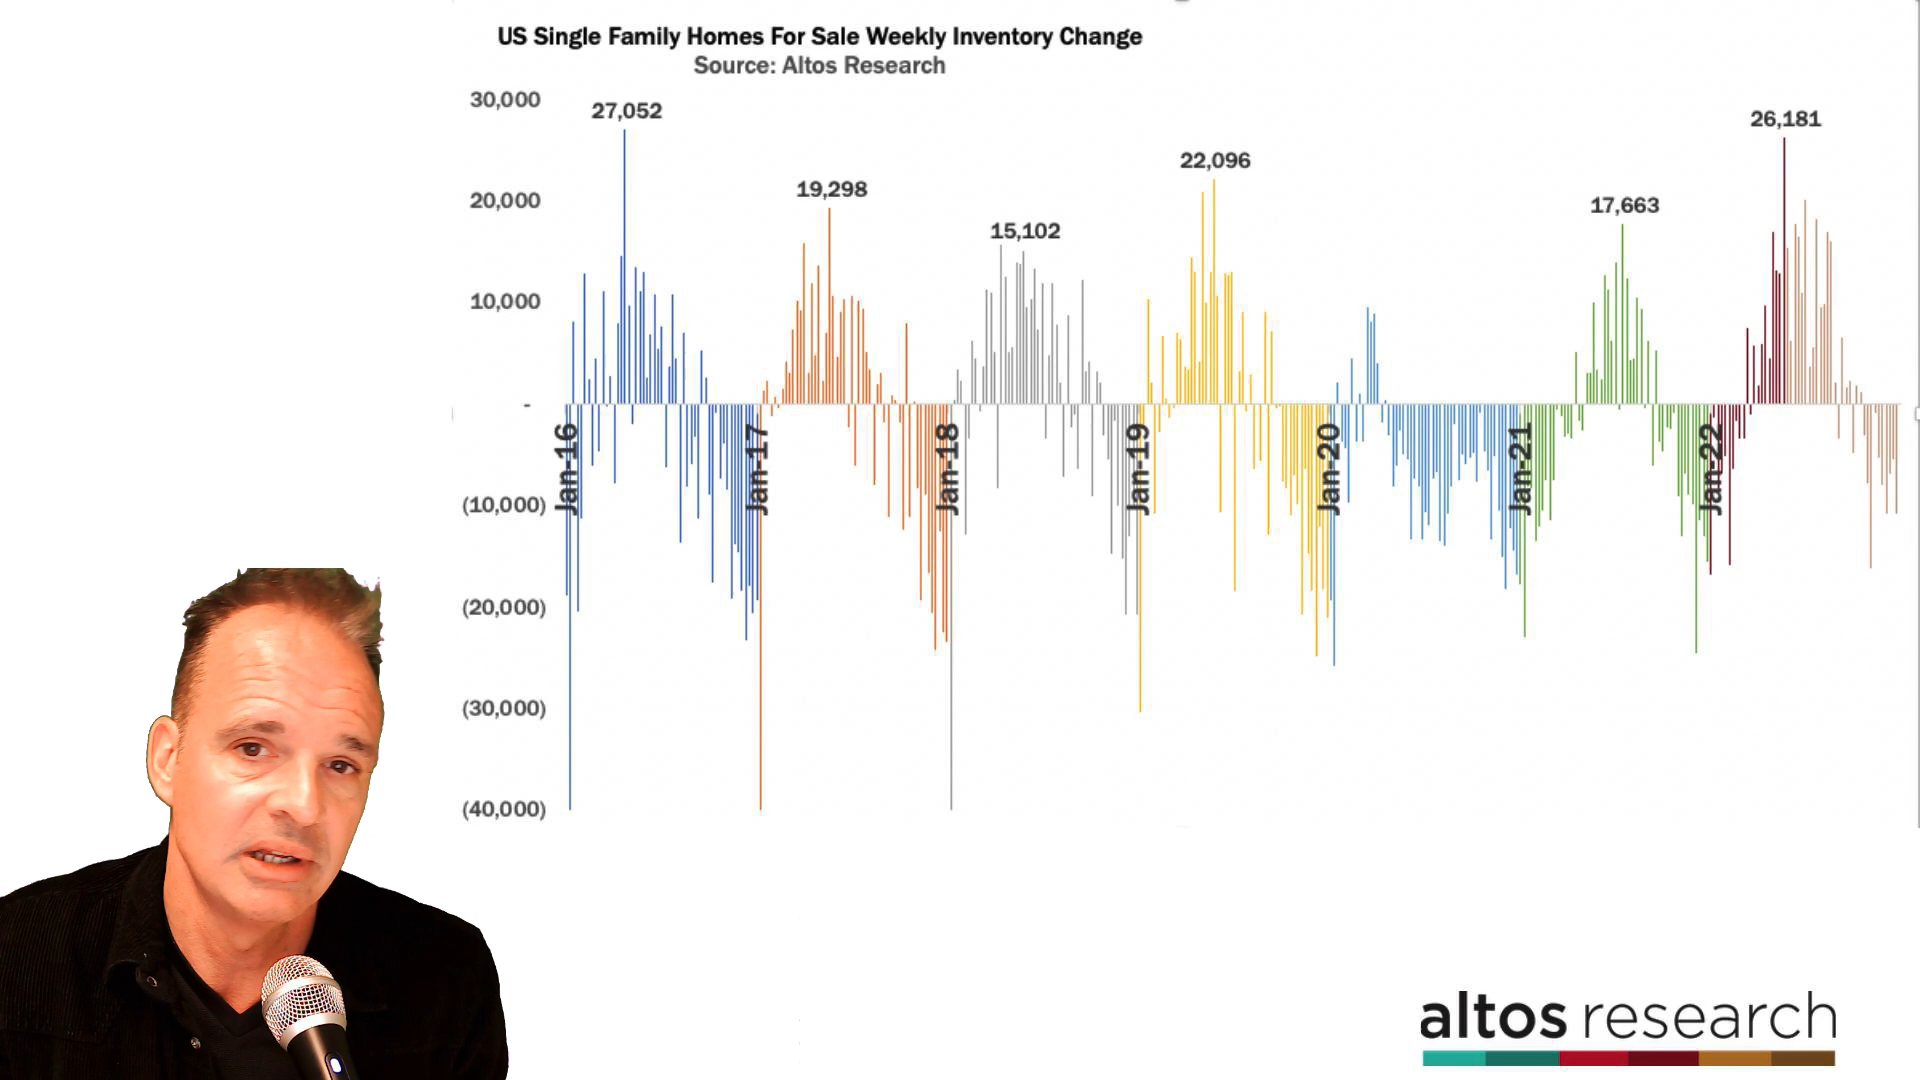 US Single Family Homes For Sale Weekly Inventory Change
Source: Altos Research
30,000
20,000
10,000
-
(10,000)
(20,000)
(30,000)
(40,000)
27,052
19,298
15,102
22,096
17,663
26,181
Jan-16
Jan-17
Jan-18
Jan-19
Jan-20
Jan-21
Jan-22
altos research